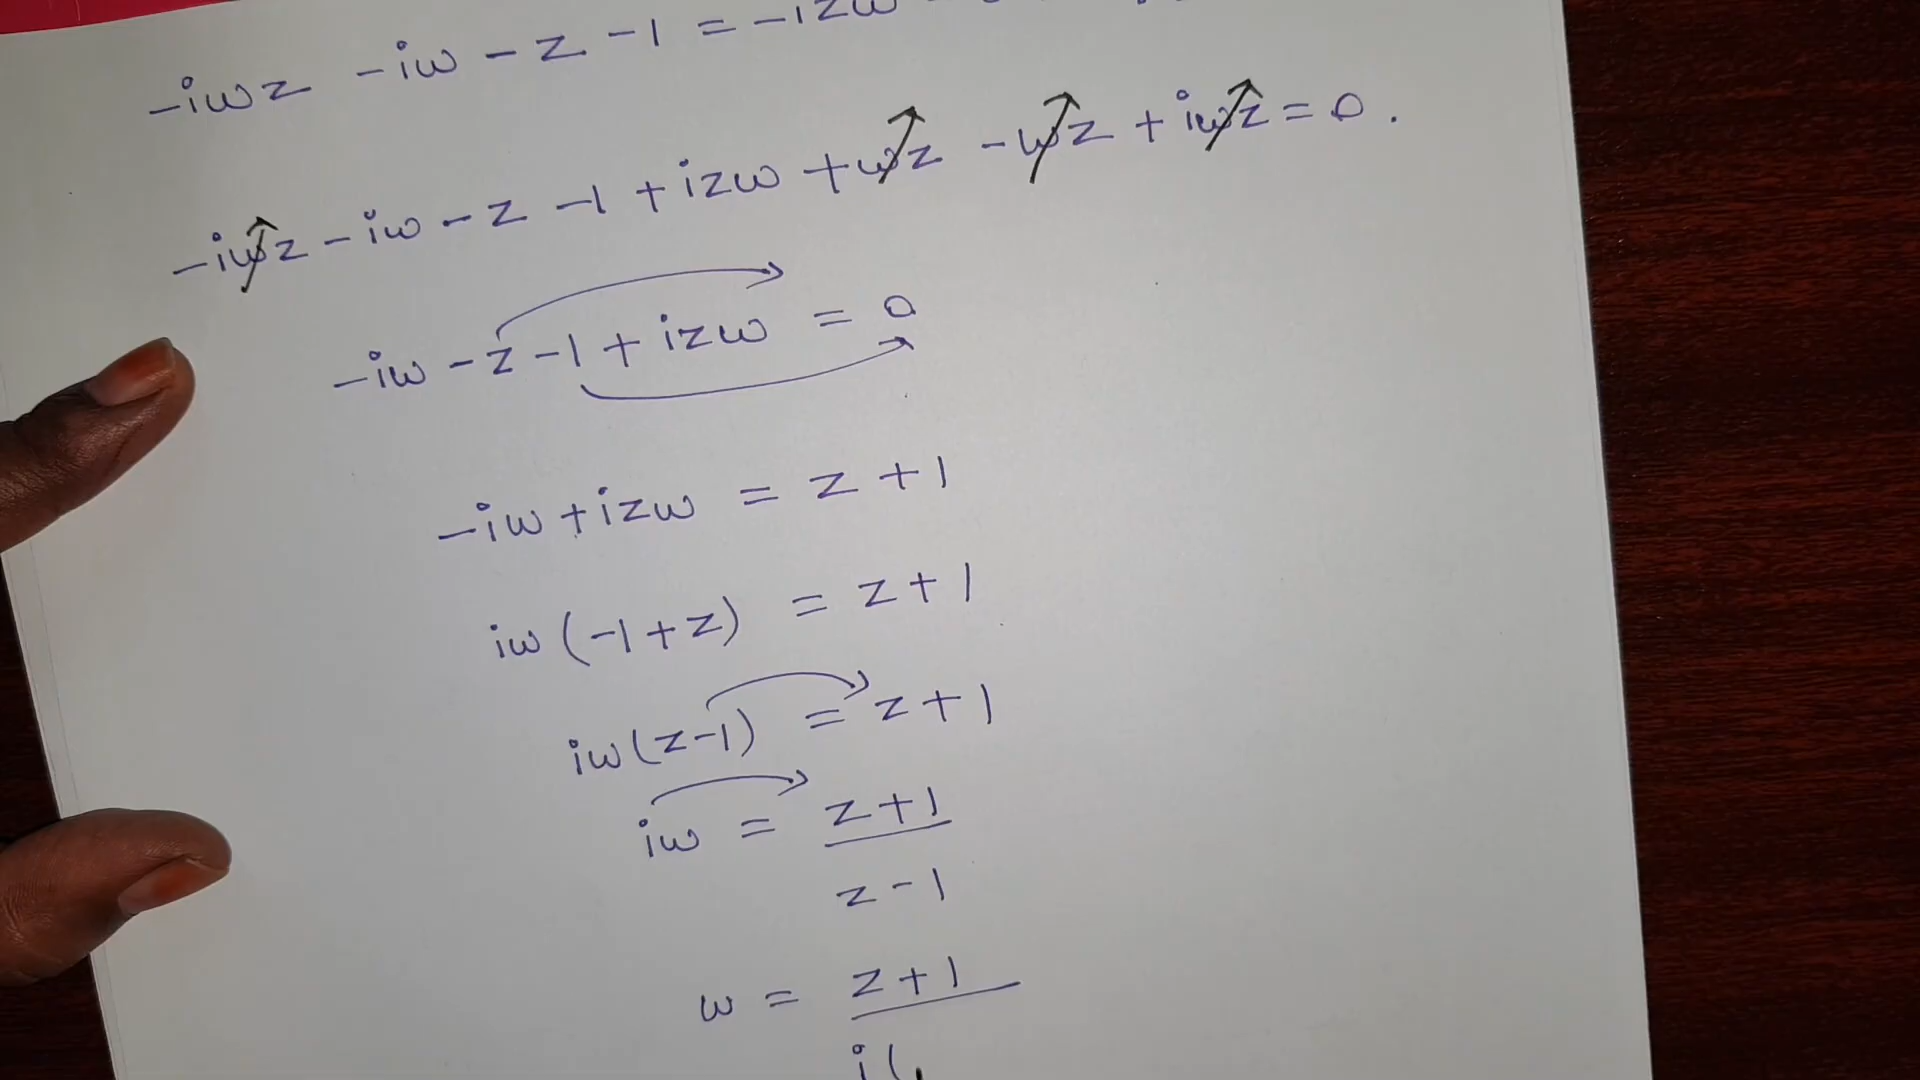 -iwz -iw -z -1 = -izw
-iwz -iw -z -1 +izw +wz -wz +iwz = 0.
-iw -z -1 + izw = 0
-iw +izw = z +1
iw (-1+z) = z+1
iw(z-1) = z+1
iw = z+1
z-1
w = z+1
i(